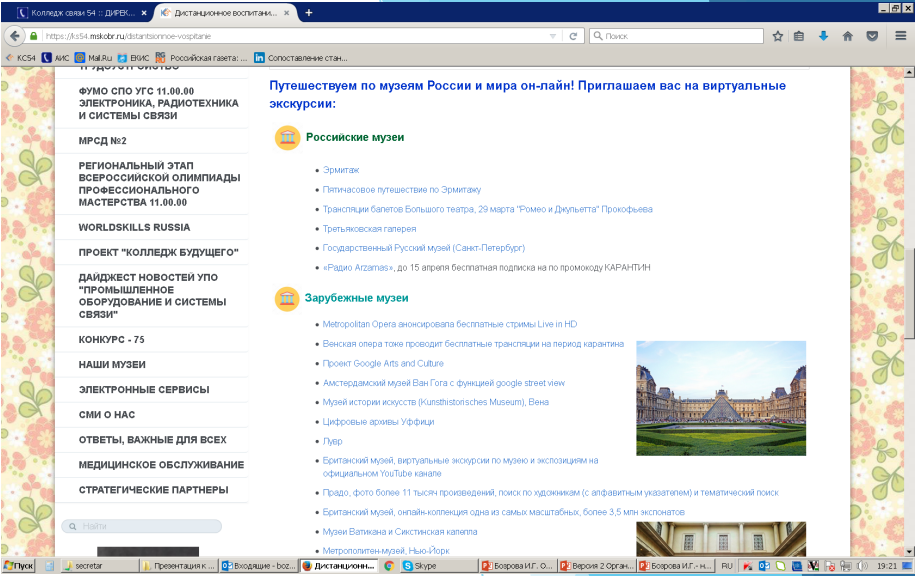 Колледж связи 54 :: ДИРЕК...
Дистанционное воспитани...
https://ks54.mskobr.ru/distantsionnoe-vospitanie
Поиск
КС54
АИС
Mail.Ru
ЕКИС
Российская газета: ...
Сопоставление стан...
ТРУДОУСТРОЙСТВО
ФУМО СПО УГС 11.00.00
ЭЛЕКТРОНИКА, РАДИОТЕХНИКА
И СИСТЕМЫ СВЯЗИ
МРСД №2
РЕГИОНАЛЬНЫЙ ЭТАП
ВСЕРОССИЙСКОЙ ОЛИМПИАДЫ
ПРОФЕССИОНАЛЬНОГО
МАСТЕРСТВА 11.00.00
WORLDSKILLS RUSSIA
ПРОЕКТ "КОЛЛЕДЖ БУДУЩЕГО"
ДАЙДЖЕСТ НОВОСТЕЙ УПО
"ПРОМЫШЛЕННОЕ
ОБОРУДОВАНИЕ И СИСТЕМЫ
СВЯЗИ"
КОНКУРС - 75
НАШИ МУЗЕИ
ЭЛЕКТРОННЫЕ СЕРВИСЫ
СМИ О НАС
ОТВЕТЫ, ВАЖНЫЕ ДЛЯ ВСЕХ
МЕДИЦИНСКОЕ ОБСЛУЖИВАНИЕ
СТРАТЕГИЧЕСКИЕ ПАРТНЕРЫ
Найти
Путешествуем по музеям России и мира он-лайн! Приглашаем вас на виртуальные
экскурсии:
Российские музеи
Эрмитаж
Пятичасовое путешествие по Эрмитажу
Трансляции балетов Большого театра, 29 марта "Ромео и Джульетта" Прокофьева
Третьяковская галерея
Государственный Русский музей (Санкт-Петербург)
«Радио Arzamas», до 15 апреля бесплатная подписка на по промокоду КАРАНТИН
Зарубежные музеи
Metropolitan Opera анонсировала бесплатные стримы Live in HD
Венская опера тоже проводит бесплатные трансляции на период карантина
Проект Google Arts and Culture
Амстердамский музей Ван Гога с функцией google street view
Музей истории искусств (Kunsthistorisches Museum), Вена
Цифровые архивы Уффици
Лувр
Британский музей, виртуальные экскурсии по музею и экспозициям на
официальном YouTube канале
Прадо, фото более 11 тысяч произведений, поиск по художникам (с алфавитным указателем) и тематический поиск
Британский музей, онлайн-коллекция одна из самых масштабных, более 3,5 млн экспонатов
Музеи Ватикана и Сикстинская капелла
Метрополитен-музей, Нью-Йорк
Пуск
secretar
Презентация к ...
Входящие - boz...
Дистанционн...
Skype
Бозрова И.Г. О...
Версия 2 Орган...
Бозрова И.Г.- н...
RU
19:21